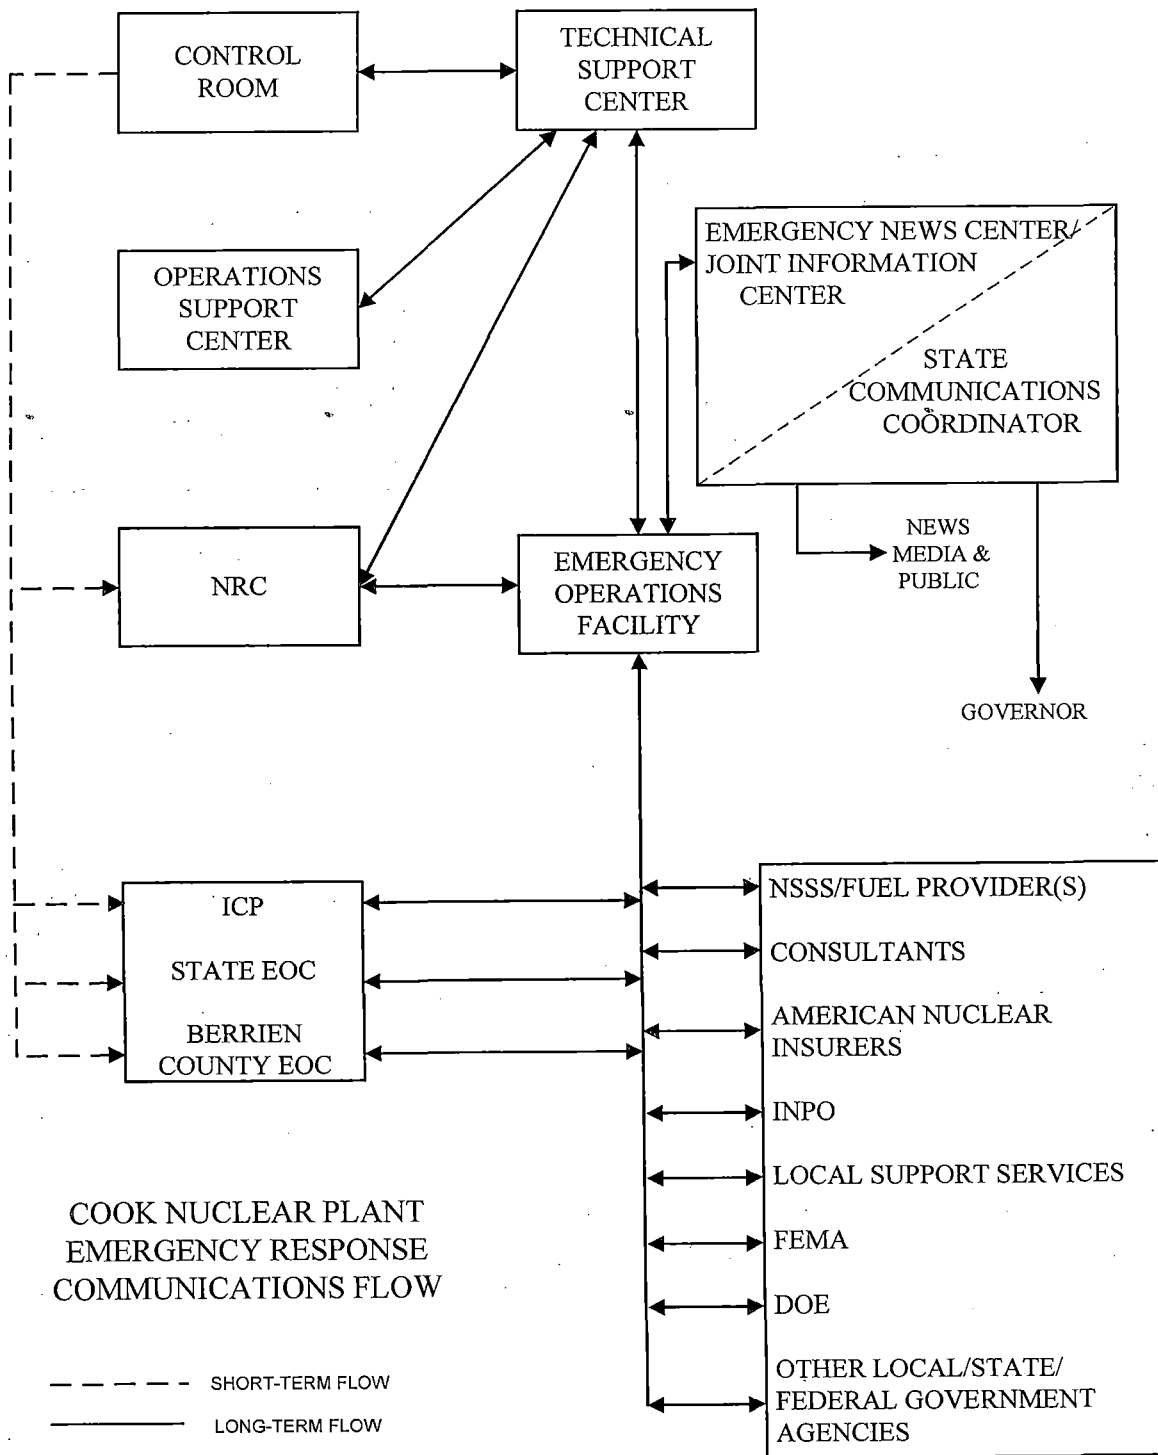 CONTROL
ROOM
TECHNICAL
SUPPORT
CENTER
OPERATIONS
SUPPORT
CENTER
EMERGENCY NEWS CENTER/
JOINT INFORMATION
CENTER
STATE
COMMUNICATIONS
COORDINATOR
NEWS
MEDIA &
PUBLIC
GOVERNOR
NRC
EMERGENCY
OPERATIONS
FACILITY
ICP
STATE EOC
BERRIEN
COUNTY EOC
NSSS/FUEL PROVIDER(S)
CONSULTANTS
AMERICAN NUCLEAR
INSURERS
INPO
LOCAL SUPPORT SERVICES
FEMA
DOE
OTHER LOCAL/STATE/
FEDERAL GOVERNMENT
AGENCIES
COOK NUCLEAR PLANT
EMERGENCY RESPONSE
COMMUNICATIONS FLOW
SHORT-TERM FLOW
LONG-TERM FLOW